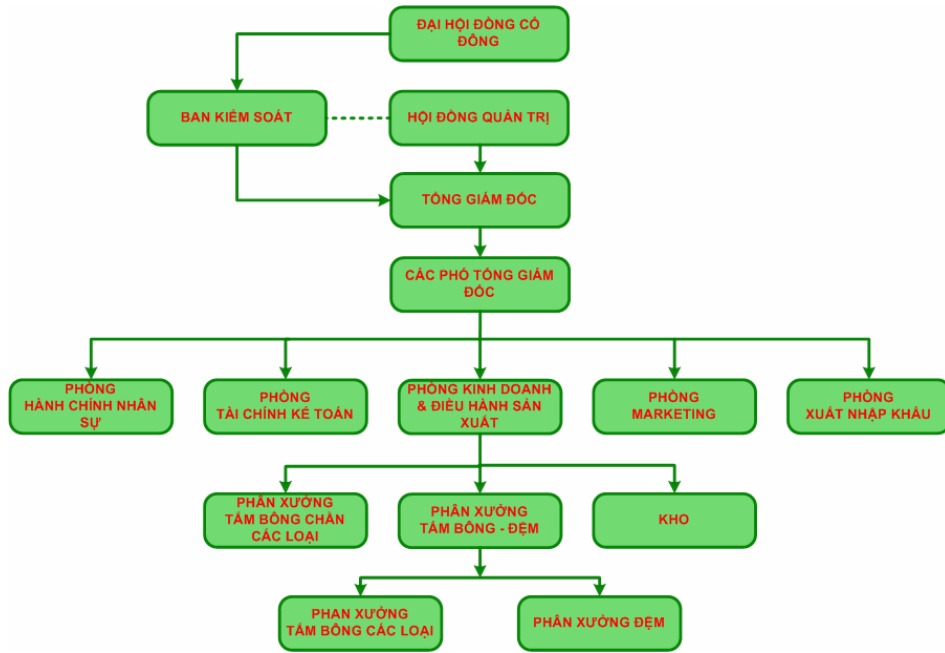 ĐẠI HỘI ĐỒNG CỔ
ĐÔNG
BAN KIỂM SOÁT
HỘI ĐỒNG QUẢN TRỊ
TỔNG GIÁM ĐỐC
CÁC PHÓ TỔNG GIÁM
ĐỐC
PHÒNG
HÀNH CHÍNH NHÂN
SỰ
PHÒNG
TÀI CHÍNH KẾ TOÁN
PHÒNG KINH DOANH
& ĐIỀU HÀNH SẢN
XUẤT
PHÒNG
MARKETING
PHÒNG
XUẤT NHẬP KHẨU
PHÂN XƯỞNG
TẤM BÔNG CHẦN
CÁC LOẠI
PHÂN XƯỞNG
TẤM BÔNG - ĐỆM
KHO
PHAN XƯỞNG
TẤM BÔNG CÁC LOẠI
PHÂN XƯỞNG ĐỆM